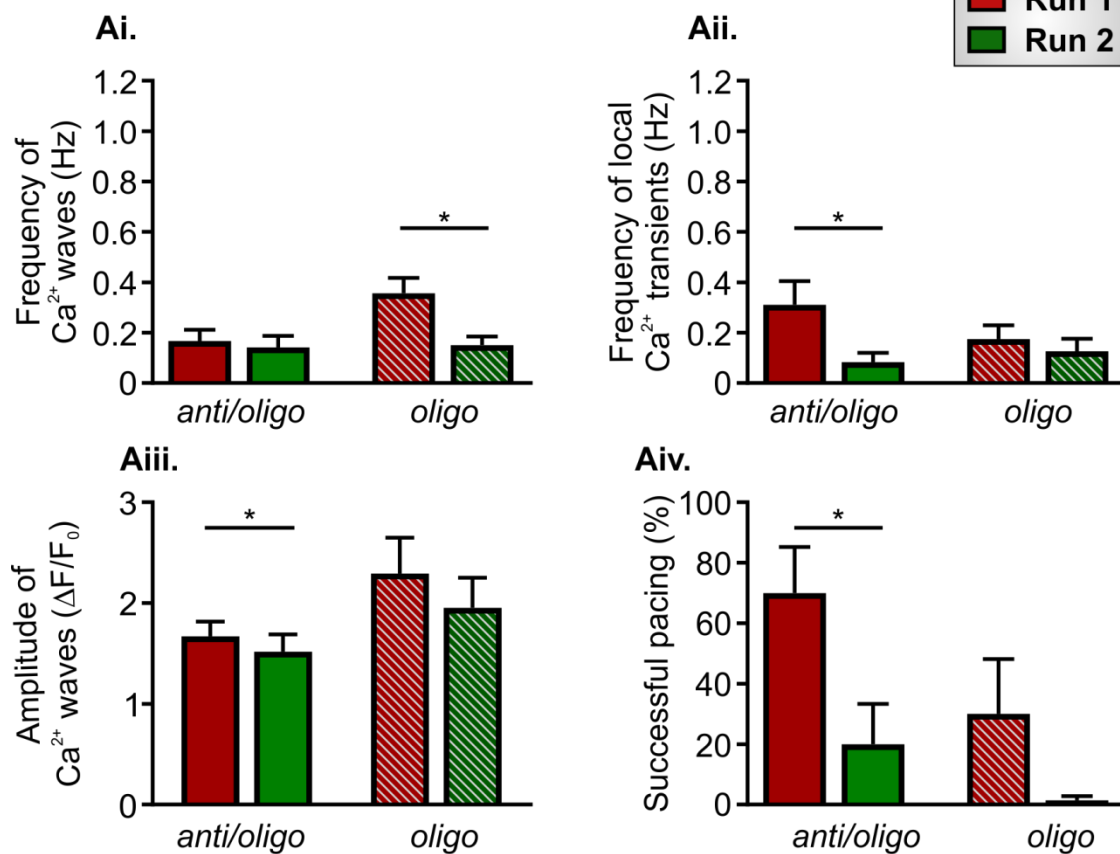 Run 1
Run 2
Ai.
Frequency of
Ca²⁺ waves (Hz)
1.2
1.0
0.8
0.6
0.4
0.2
0
*
anti/oligo
oligo
Aii.
Frequency of local
Ca²⁺ transients (Hz)
1.2
1.0
0.8
0.6
0.4
0.2
0
*
anti/oligo
oligo
Aiii.
Amplitude of
Ca²⁺ waves (ΔF/F₀)
3
2
1
0
*
anti/oligo
oligo
Aiv.
Successful pacing (%)
100
80
60
40
20
0
*
anti/oligo
oligo